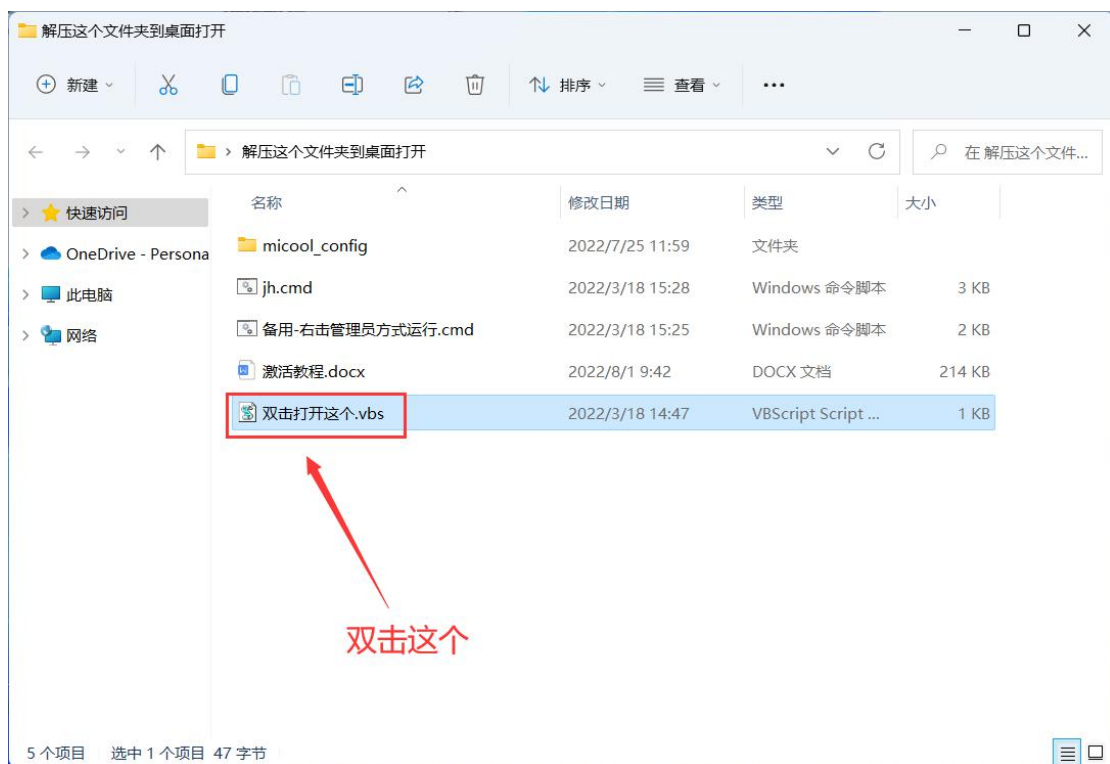 解压这个文件夹到桌面打开
新建 排序 查看
解压这个文件夹到桌面打开 在 解压这个文件...
名称 修改日期 类型 大小
快速访问
OneDrive - Persona
此电脑
网络
micool_config 2022/7/25 11:59 文件夹
jh.cmd 2022/3/18 15:28 Windows 命令脚本 3 KB
备用-右击管理员方式运行.cmd 2022/3/18 15:25 Windows 命令脚本 2 KB
激活教程.docx 2022/8/1 9:42 DOCX 文档 214 KB
双击打开这个.vbs 2022/3/18 14:47 VBScript Script ... 1 KB
双击这个
5 个项目 选中 1 个项目 47 字节